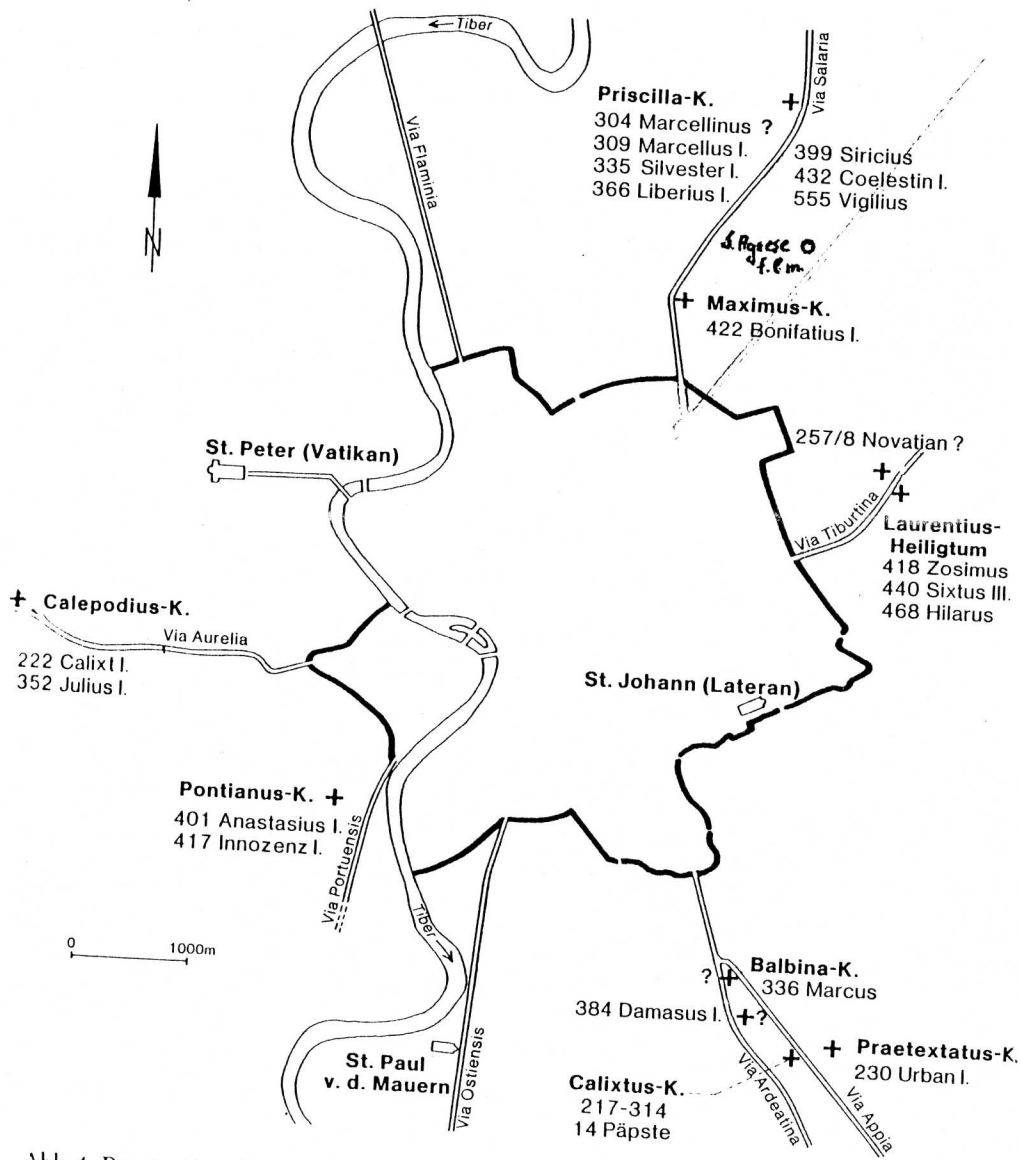 Tiber
Via Flaminia
Via Salaria
Priscilla-K.
304 Marcellinus ?
309 Marcellus I.
335 Silvester I.
366 Liberius I.
399 Siricius
432 Coelestin I.
555 Vigilius
N
S. Agnese
f. l. m.
Maximus-K.
422 Bonifatius I.
St. Peter (Vatikan)
257/8 Novatian ?
Via Tiburtina
Laurentius-
Heiligtum
418 Zosimus
440 Sixtus III.
468 Hilarus
Calepodius-K.
Via Aurelia
222 Calixt I.
352 Julius I.
St. Johann (Lateran)
Pontianus-K.
401 Anastasius I.
417 Innozenz I.
Via Portuensis
Tiber
0 1000m
Balbina-K.
336 Marcus
?
384 Damasus I.
?
St. Paul
v. d. Mauern
Via Ostiensis
Calixtus-K.
217-314
14 Päpste
Via Ardeatina
Praetextatus-K.
230 Urban I.
Via Appia